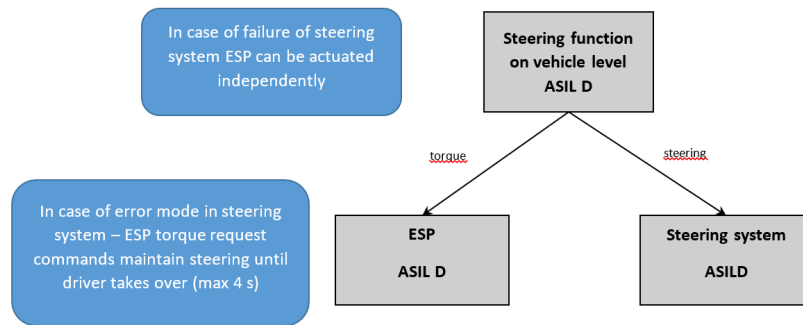 In case of failure of steering
system ESP can be actuated
independently
Steering function
on vehicle level
ASIL D
torque
steering
In case of error mode in steering
system – ESP torque request
commands maintain steering until
driver takes over (max 4 s)
ESP
ASIL D
Steering system
ASILD